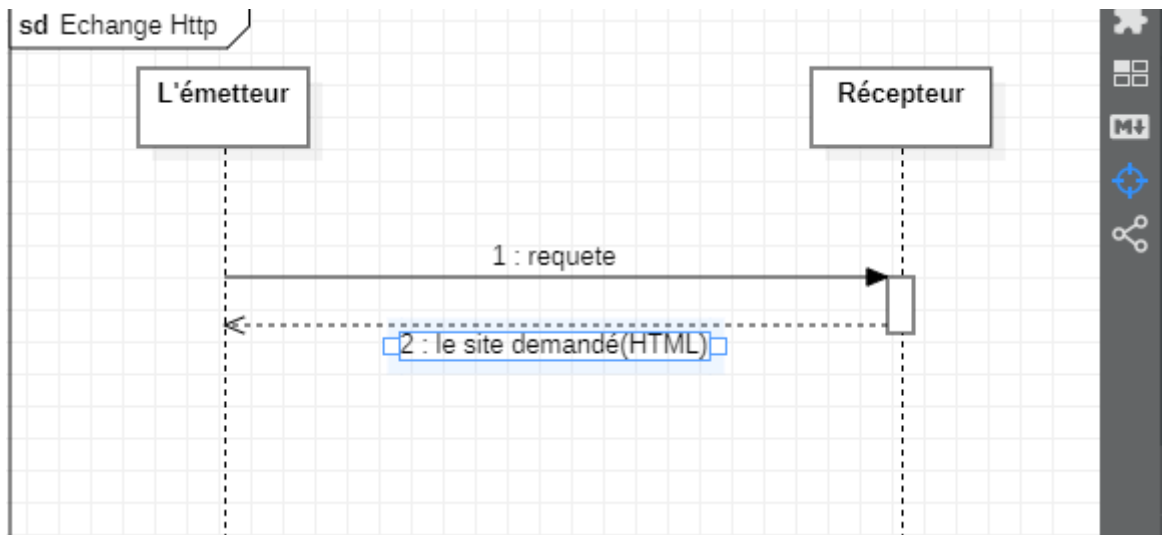 sd Echange Http
L'émetteur
Récepteur
M
1 : requete
2 : le site demandé(HTML)